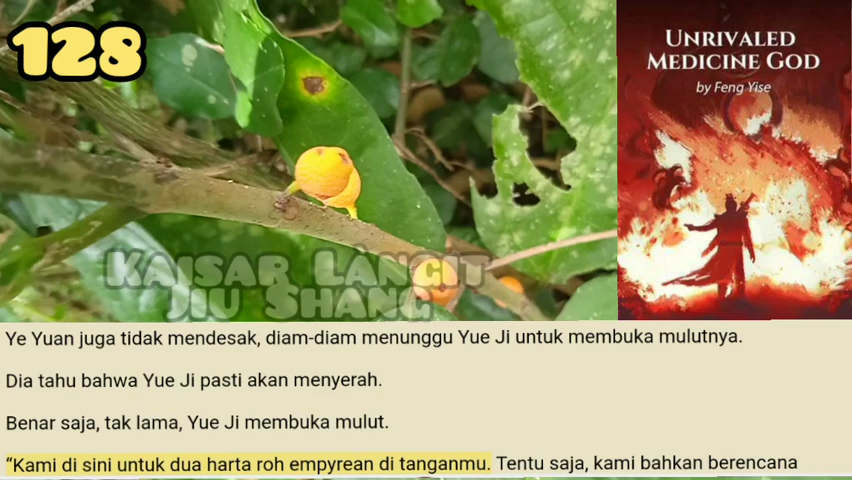 128
UNRIVALED
MEDICINE GOD
by Feng Yise
KAISAR LANGIT
JIU SHANG
Ye Yuan juga tidak mendesak, diam-diam menunggu Yue Ji untuk membuka mulutnya.
Dia tahu bahwa Yue Ji pasti akan menyerah.
Benar saja, tak lama, Yue Ji membuka mulut.
“Kami di sini untuk dua harta roh empyrean di tanganmu. Tentu saja, kami bahkan berencana